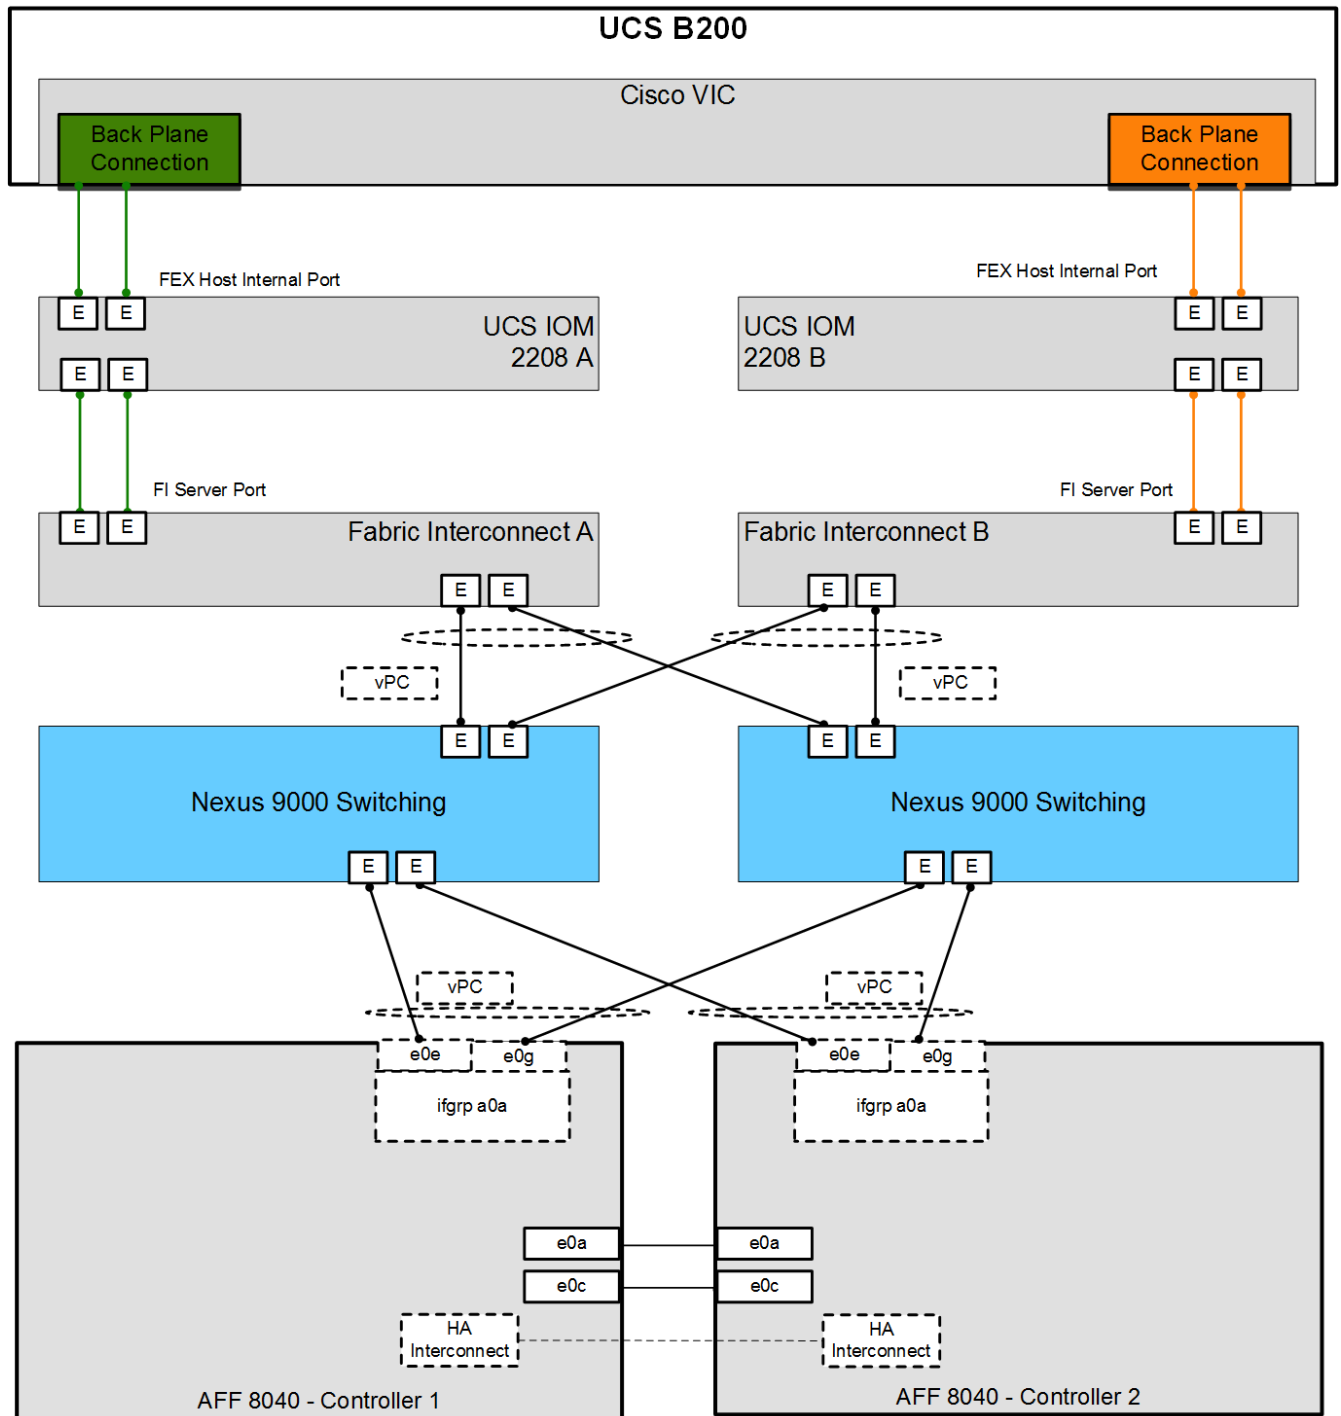 UCS B200
Cisco VIC
Back Plane
Connection
Back Plane
Connection
FEX Host Internal Port
FEX Host Internal Port
E
E
E
E
UCS IOM
2208 A
UCS IOM
2208 B
E
E
E
E
FI Server Port
FI Server Port
E
E
E
E
Fabric Interconnect A
Fabric Interconnect B
E
E
E
E
vPC
vPC
E
E
E
E
Nexus 9000 Switching
Nexus 9000 Switching
E
E
E
E
vPC
vPC
e0e
e0g
e0e
e0g
ifgrp a0a
ifgrp a0a
e0a
e0a
e0c
e0c
HA
Interconnect
HA
Interconnect
AFF 8040 - Controller 1
AFF 8040 - Controller 2